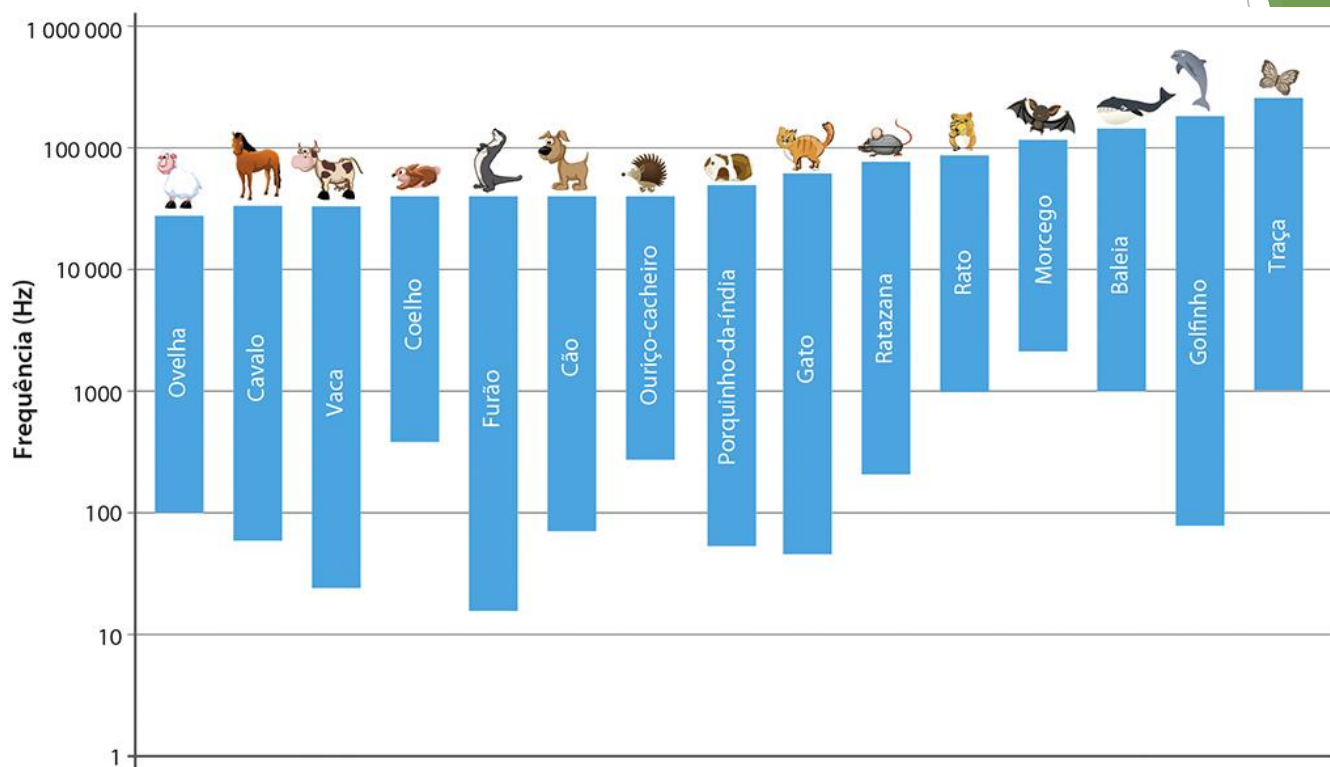 Frequência (Hz)
1 000 000
100 000
10 000
1000
100
10
1
Ovelha
Cavalo
Vaca
Coelho
Furão
Cão
Ouriço-cacheiro
Porquinho-da-índia
Gato
Ratazana
Rato
Morcego
Baleia
Golfinho
Traça